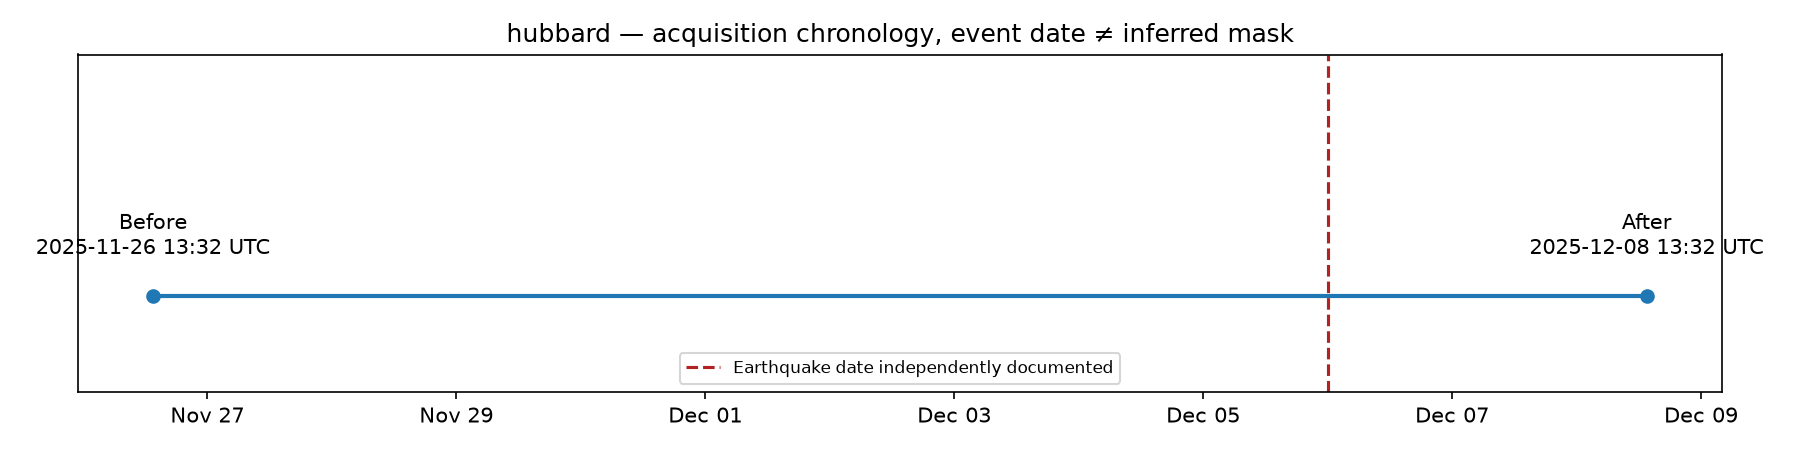 hubbard — acquisition chronology, event date ≠ inferred mask
Before
2025-11-26 13:32 UTC
After
2025-12-08 13:32 UTC
Earthquake date independently documented
Nov 27
Nov 29
Dec 01
Dec 03
Dec 05
Dec 07
Dec 09